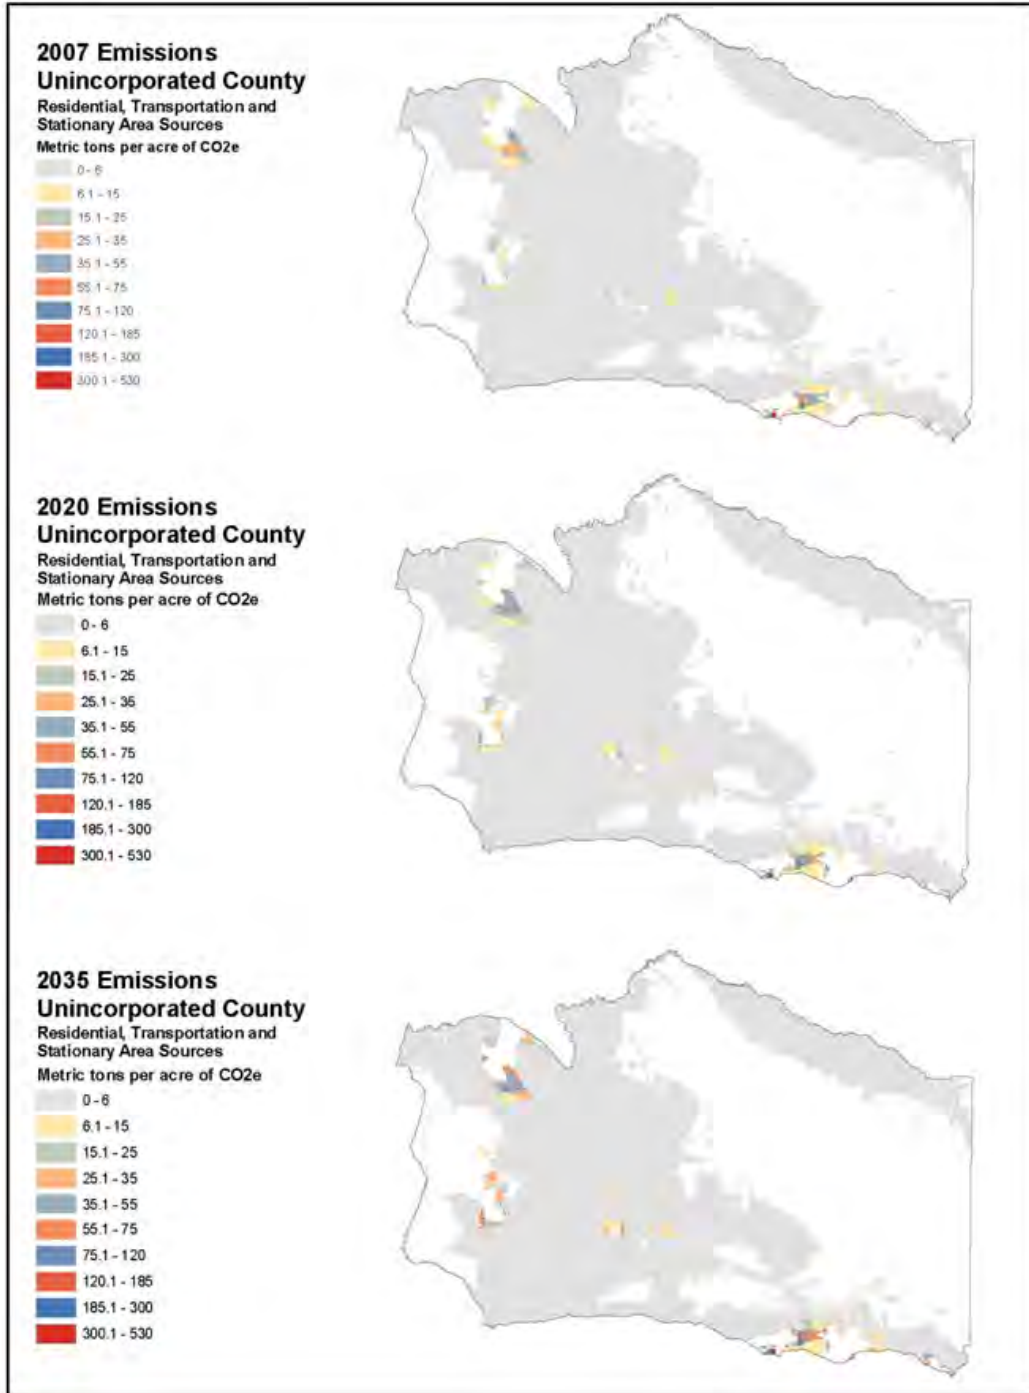 2007 Emissions
Unincorporated County
Residential, Transportation and
Stationary Area Sources
Metric tons per acre of CO2e
0 - 6
6.1 - 15
15.1 - 25
25.1 - 35
35.1 - 55
55.1 - 75
75.1 - 120
120.1 - 185
185.1 - 300
300.1 - 530
2020 Emissions
Unincorporated County
Residential, Transportation and
Stationary Area Sources
Metric tons per acre of CO2e
0 - 6
6.1 - 15
15.1 - 25
25.1 - 35
35.1 - 55
55.1 - 75
75.1 - 120
120.1 - 185
185.1 - 300
300.1 - 530
2035 Emissions
Unincorporated County
Residential, Transportation and
Stationary Area Sources
Metric tons per acre of CO2e
0 - 6
6.1 - 15
15.1 - 25
25.1 - 35
35.1 - 55
55.1 - 75
75.1 - 120
120.1 - 185
185.1 - 300
300.1 - 530